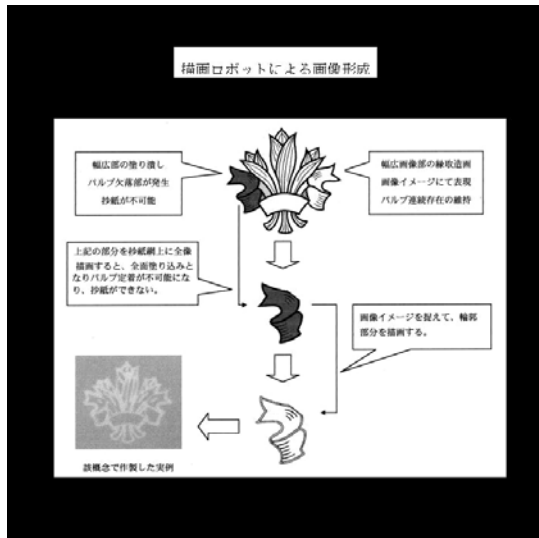 描画ロボットによる画像形成
幅広部の塗り潰し
パルプ欠落部が発生
抄紙が不可能
幅広画像部の縁取造画
画像イメージにて表現
パルプ連続存在の維持
上記の部分を抄紙網上に全像
描画すると、全面塗り込みと
なりパルプ定着が不可能にな
り、抄紙ができない。
画像イメージを捉えて、輪郭
部分を描画する。
該概念で作製した実例